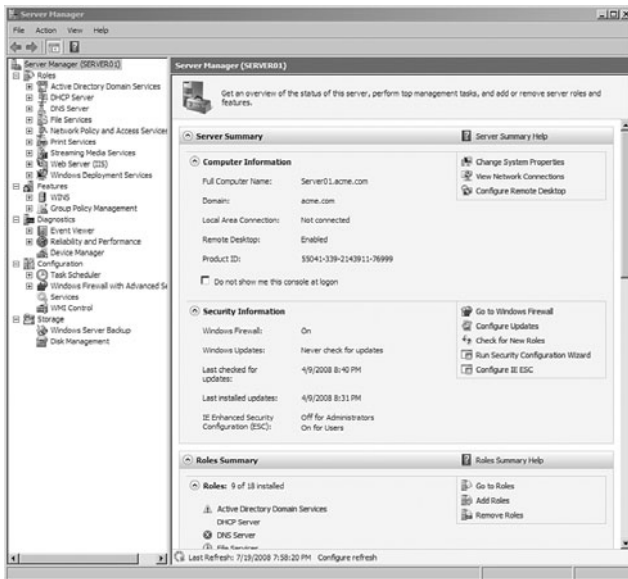 Server Manager
File Action View Help
Server Manager (SERVER01)
Roles
Active Directory Domain Services
DHCP Server
DNS Server
File Services
Network Policy and Access Services
Print Services
Streaming Media Services
Web Server (IIS)
Windows Deployment Services
Features
WINS
Group Policy Management
Diagnostics
Event Viewer
Reliability and Performance
Device Manager
Configuration
Task Scheduler
Windows Firewall with Advanced Se
Services
WMI Control
Storage
Windows Server Backup
Disk Management
Server Manager (SERVER01)
Get an overview of the status of this server, perform top management tasks, and add or remove server roles and
features.
Server Summary
Server Summary Help
Computer Information
Full Computer Name: Server01.acme.com
Domain: acme.com
Local Area Connection: Not connected
Remote Desktop: Enabled
Product ID: 55041-339-2143911-76999
Do not show me this
console at logon
Change System Properties
View Network Connections
Configure Remote Desktop
Security Information
Windows Firewall: On
Windows Updates: Never check for updates
Last checked for
updates: 4/9/2008 8:40 PM
Last installed updates: 4/9/2008 8:31 PM
IE Enhanced Security
Configuration (ESC): Off for Administrators
On for Users
Go to Windows Firewall
Configure Updates
Check for New Roles
Run Security Configuration Wizard
Configure IE ESC
Roles Summary
Roles Summary Help
Roles: 9 of 18 installed
Active Directory Domain Services
DHCP Server
DNS Server
File Services
Go to Roles
Add Roles
Remove Roles
Last Refresh: 7/19/2008 7:58:20 PM Configure refresh